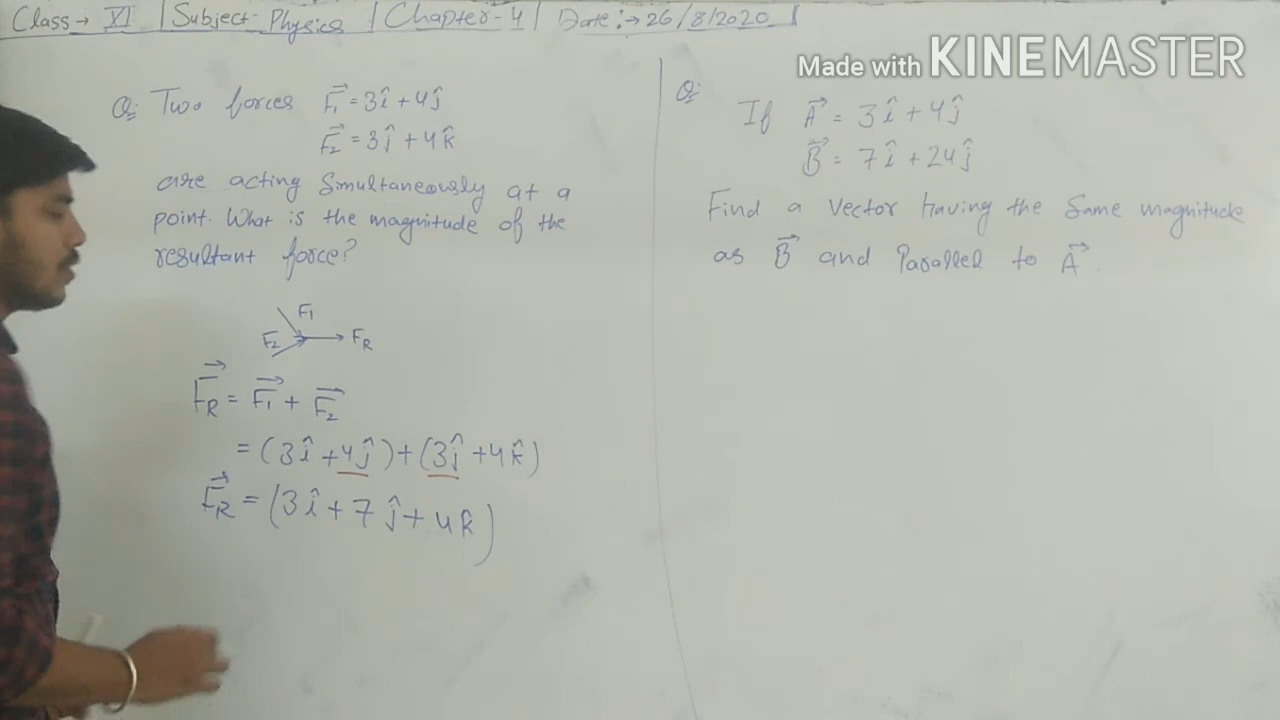 Class → VI | Subject- Physics | Chapter-4 | Date:→ 26/8/2020 |
Made with KINEMASTER
Q: Two forces F₁⃗ = 3î + 4ĵ
F₂⃗ = 3ĵ + 4k̂
are acting Simultaneously at a
point. What is the magnitude of the
resultant force?
F₁
F₂ F_R
F_R⃗ = F₁⃗ + F₂⃗
= (3î + 4ĵ) + (3ĵ + 4k̂)
F_R⃗ = (3î + 7ĵ + 4k̂)
Q:
If A⃗ = 3î + 4ĵ
B⃗ = 7î + 24ĵ
Find a Vector Having the Same magnitude
as B⃗ and Parallel to A⃗.